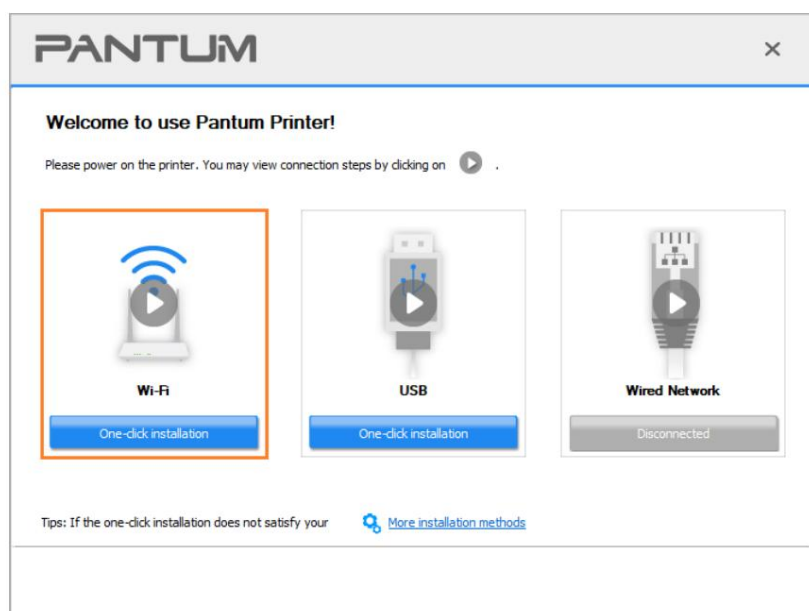 PANTUM
Welcome to use Pantum Printer!
Please power on the printer. You may view connection steps by clicking on .
Wi-Fi
USB
Wired Network
One-click installation
One-click installation
Disconnected
Tips: If the one-click installation does not satisfy your
More installation methods